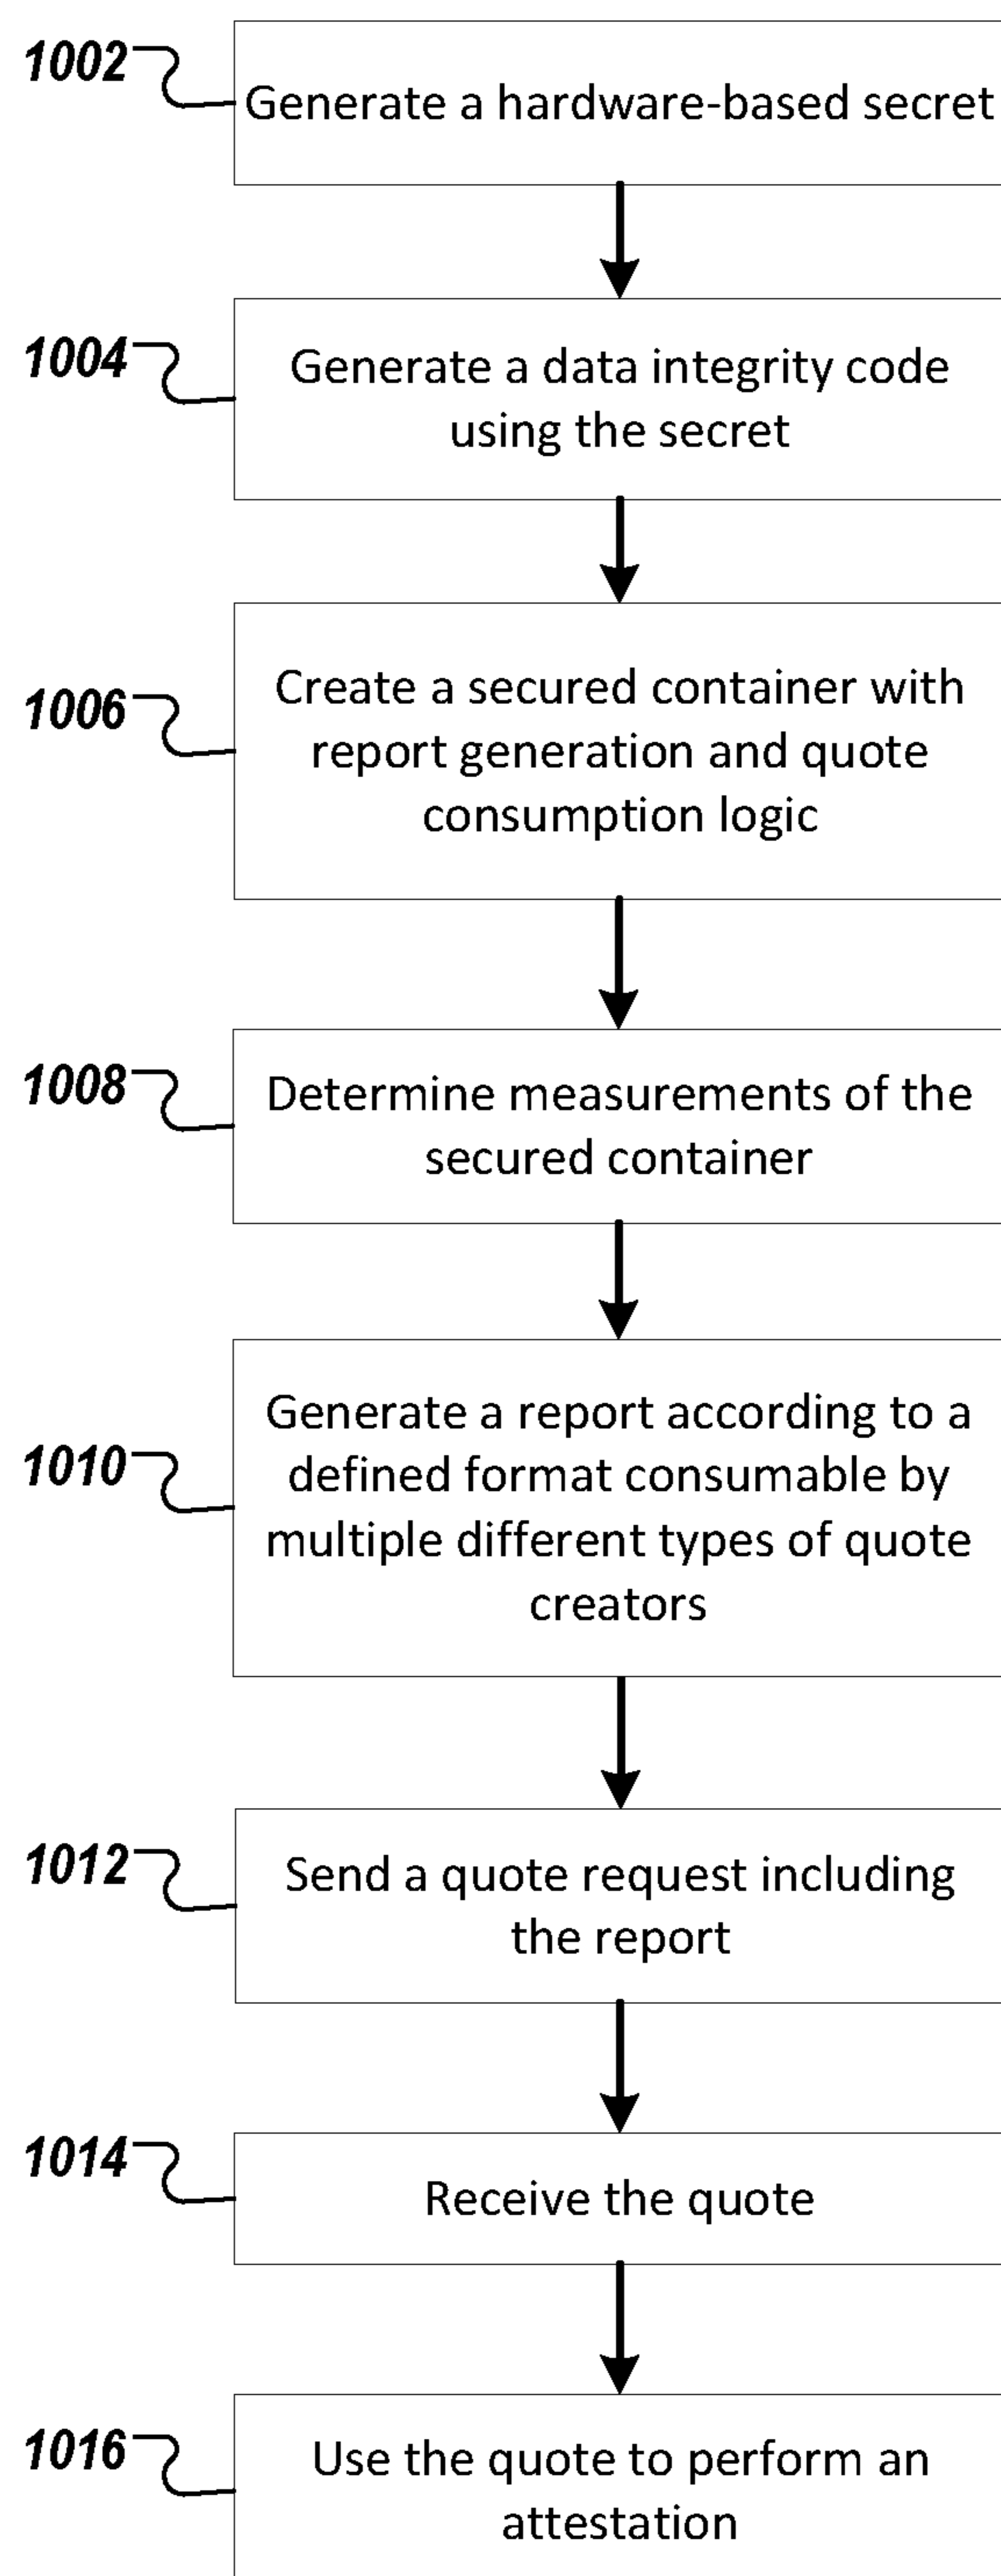 1002
Generate a hardware-based secret
1004
Generate a data integrity code
using the secret
1006
Create a secured container with
report generation and quote
consumption logic
1008
Determine measurements of the
secured container
1010
Generate a report according to a
defined format consumable by
multiple different types of quote
creators
1012
Send a quote request including
the report
1014
Receive the quote
1016
Use the quote to perform an
attestation